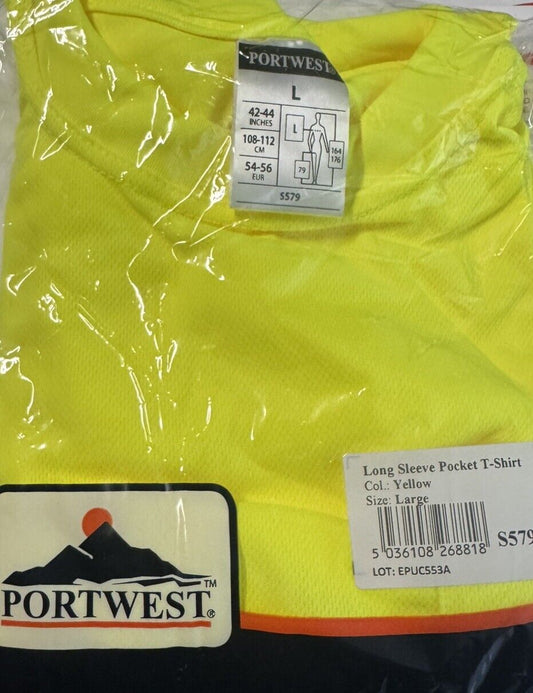 PORTWEST
L
42-44
INCHES
108-112
CM
54-56
EUR
L
164
176
79
S579
Long Sleeve Pocket T-Shirt
Col.: Yellow
Size: Large
5 036108 268818
S579
LOT: EPUC553A
PORTWEST
TM
®